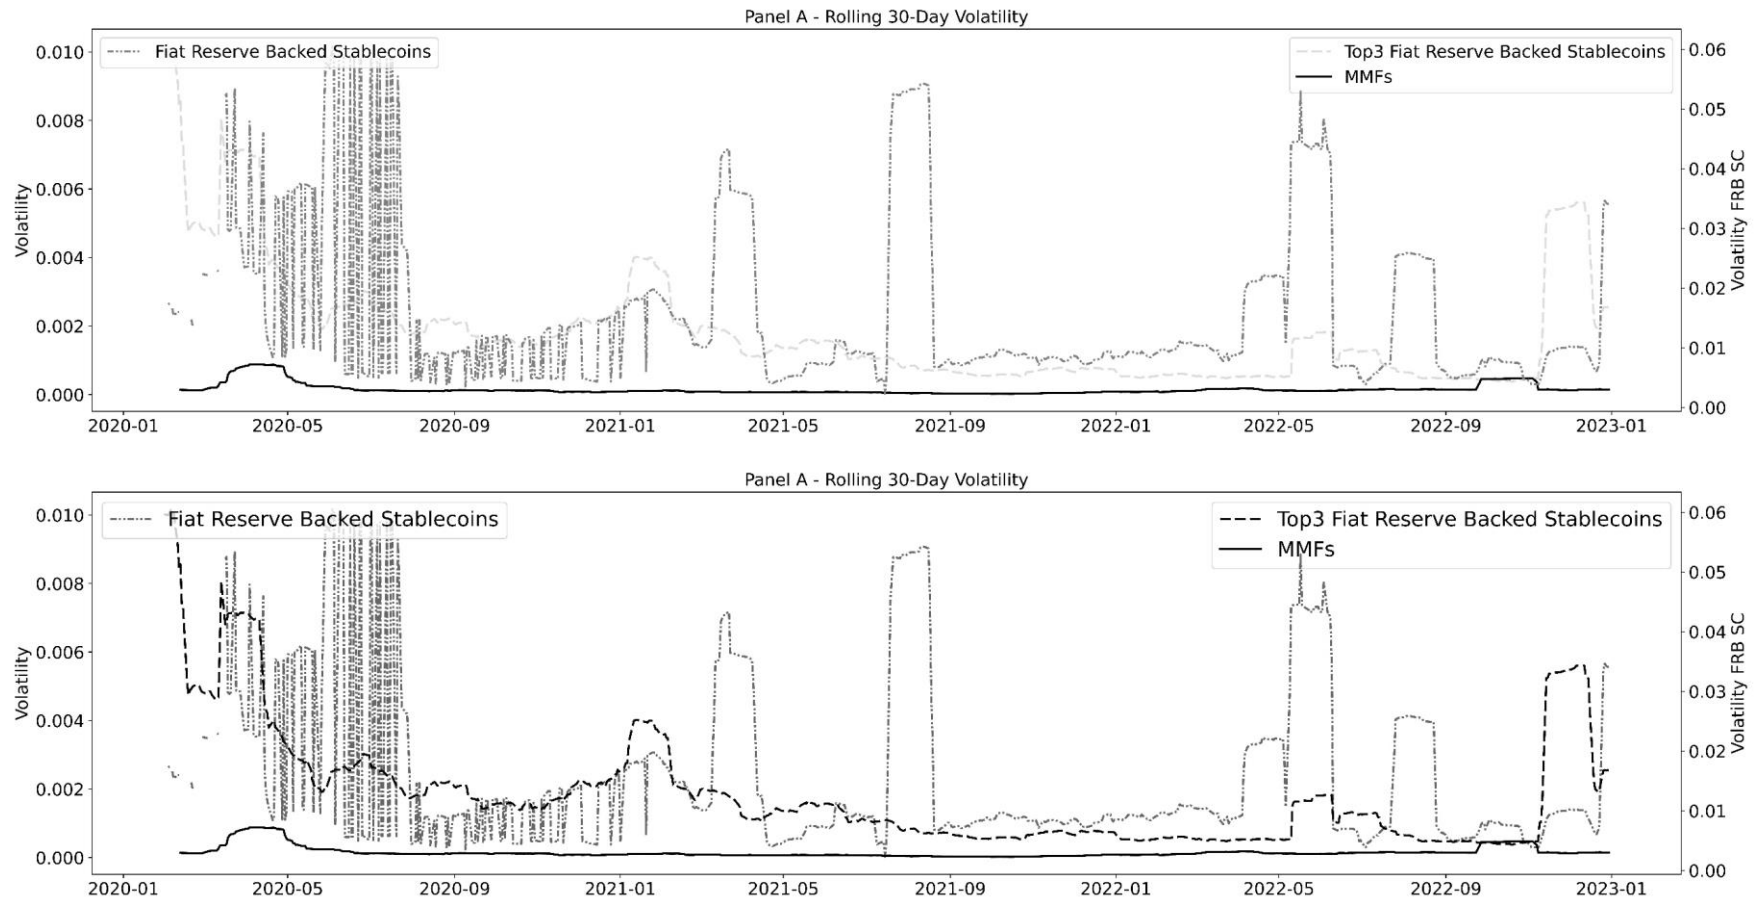 Panel A - Rolling 30-Day Volatility
Fiat Reserve Backed Stablecoins
Top3 Fiat Reserve Backed Stablecoins
MMFs
Volatility
0.010
0.008
0.006
0.004
0.002
0.000
Volatility FRB SC
0.06
0.05
0.04
0.03
0.02
0.01
0.00
2020-01 2020-05 2020-09 2021-01 2021-05 2021-09 2022-01 2022-05 2022-09 2023-01
Panel A - Rolling 30-Day Volatility
Fiat Reserve Backed Stablecoins
Top3 Fiat Reserve Backed Stablecoins
MMFs
Volatility
0.010
0.008
0.006
0.004
0.002
0.000
Volatility FRB SC
0.06
0.05
0.04
0.03
0.02
0.01
0.00
2020-01 2020-05 2020-09 2021-01 2021-05 2021-09 2022-01 2022-05 2022-09 2023-01